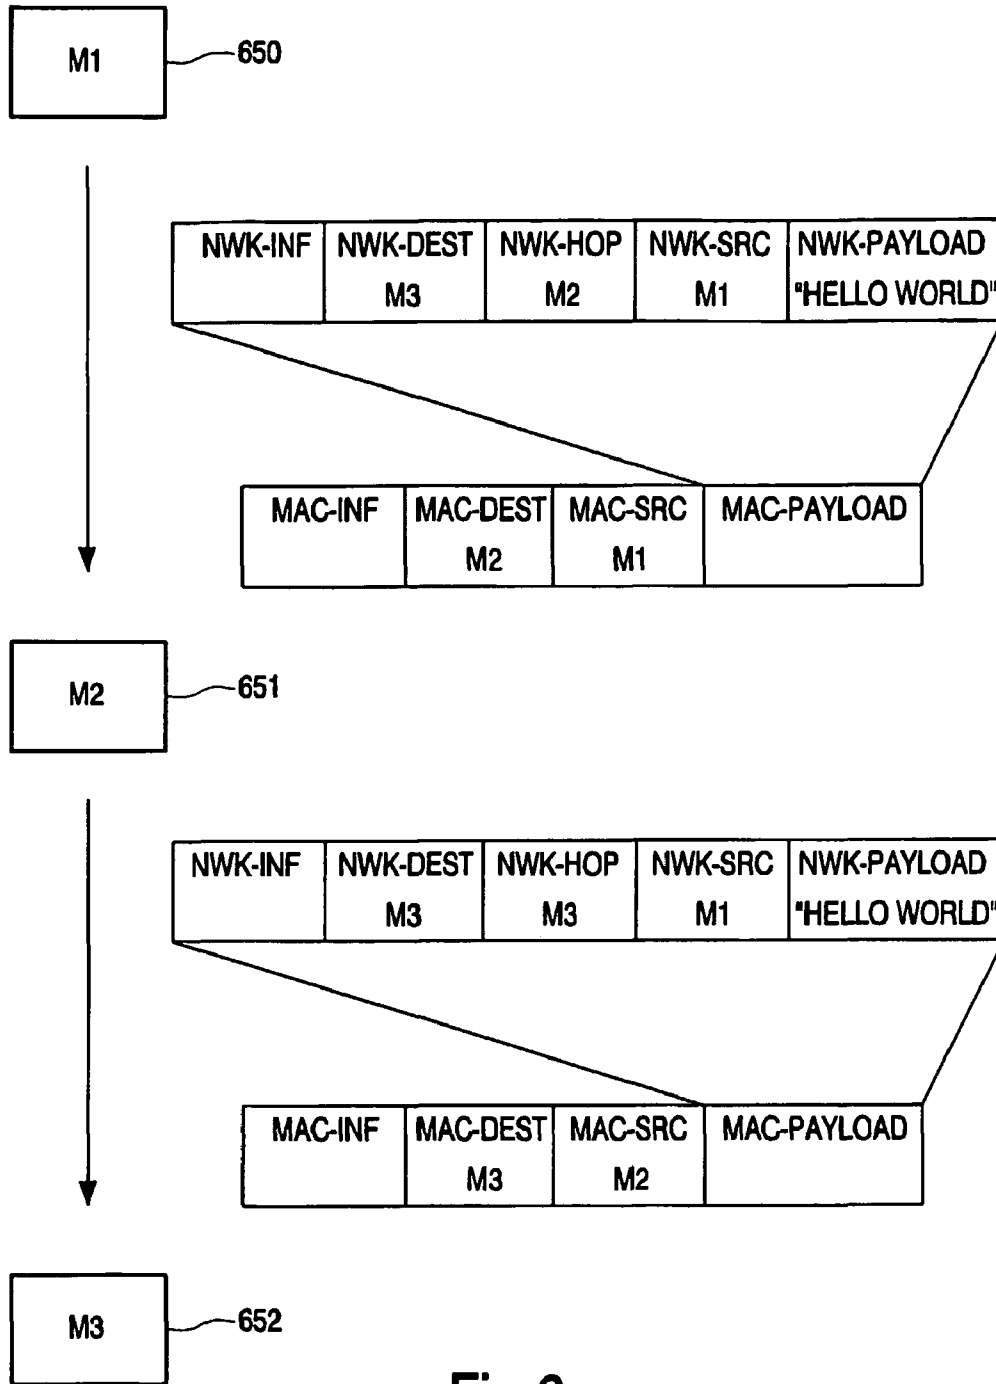 M1
650
NWK-INF NWK-DEST NWK-HOP NWK-SRC NWK-PAYLOAD
M3 M2 M1 "HELLO WORLD"
MAC-INF MAC-DEST MAC-SRC MAC-PAYLOAD
M2 M1
M2
651
NWK-INF NWK-DEST NWK-HOP NWK-SRC NWK-PAYLOAD
M3 M3 M1 "HELLO WORLD"
MAC-INF MAC-DEST MAC-SRC MAC-PAYLOAD
M3 M2
M3
652